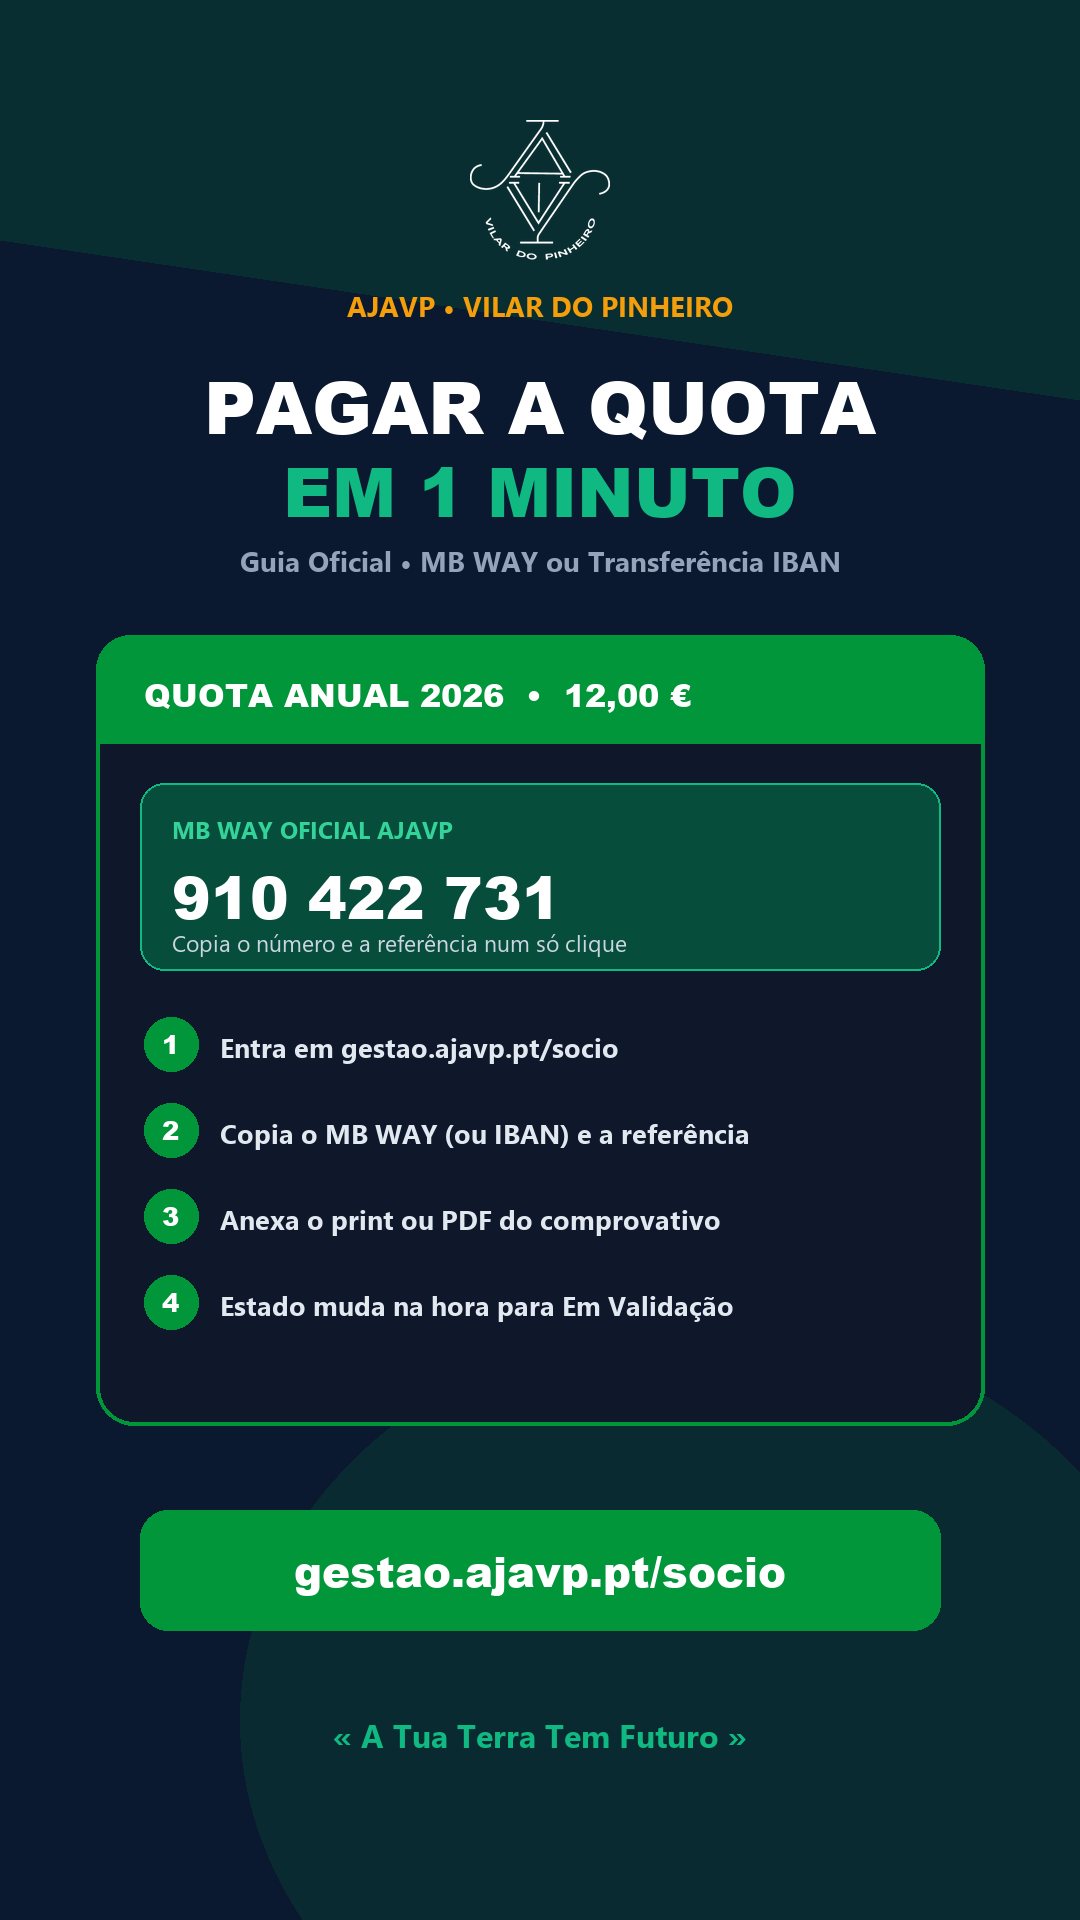 VILAR DO PINHEIRO
AJAVP • VILAR DO PINHEIRO
PAGAR A QUOTA
EM 1 MINUTO
Guia Oficial • MB WAY ou Transferência IBAN
QUOTA ANUAL 2026 • 12,00 €
MB WAY OFICIAL AJAVP
910 422 731
Copia o número e a referência num só clique
1 Entra em gestao.ajavp.pt/socio
2 Copia o MB WAY (ou IBAN) e a referência
3 Anexa o print ou PDF do comprovativo
4 Estado muda na hora para Em Validação
gestao.ajavp.pt/socio
« A Tua Terra Tem Futuro »